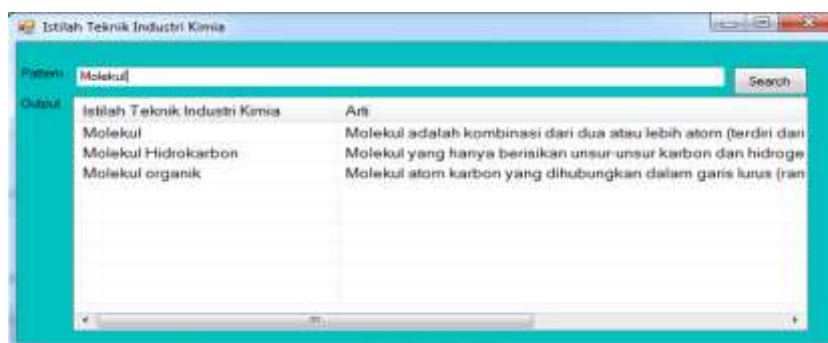 Istilah Teknik Industri Kimia
Pattern Molekul Search
Output Istilah Teknik Industri Kimia Arti
Molekul Molekul adalah kombinasi dari dua atau lebih atom (terdiri dari
Molekul Hidrokarbon Molekul yang hanya berisikan unsur-unsur karbon dan hidroge
Molekul organik Molekul atom karbon yang dihubungkan dalam garis lurus (ran